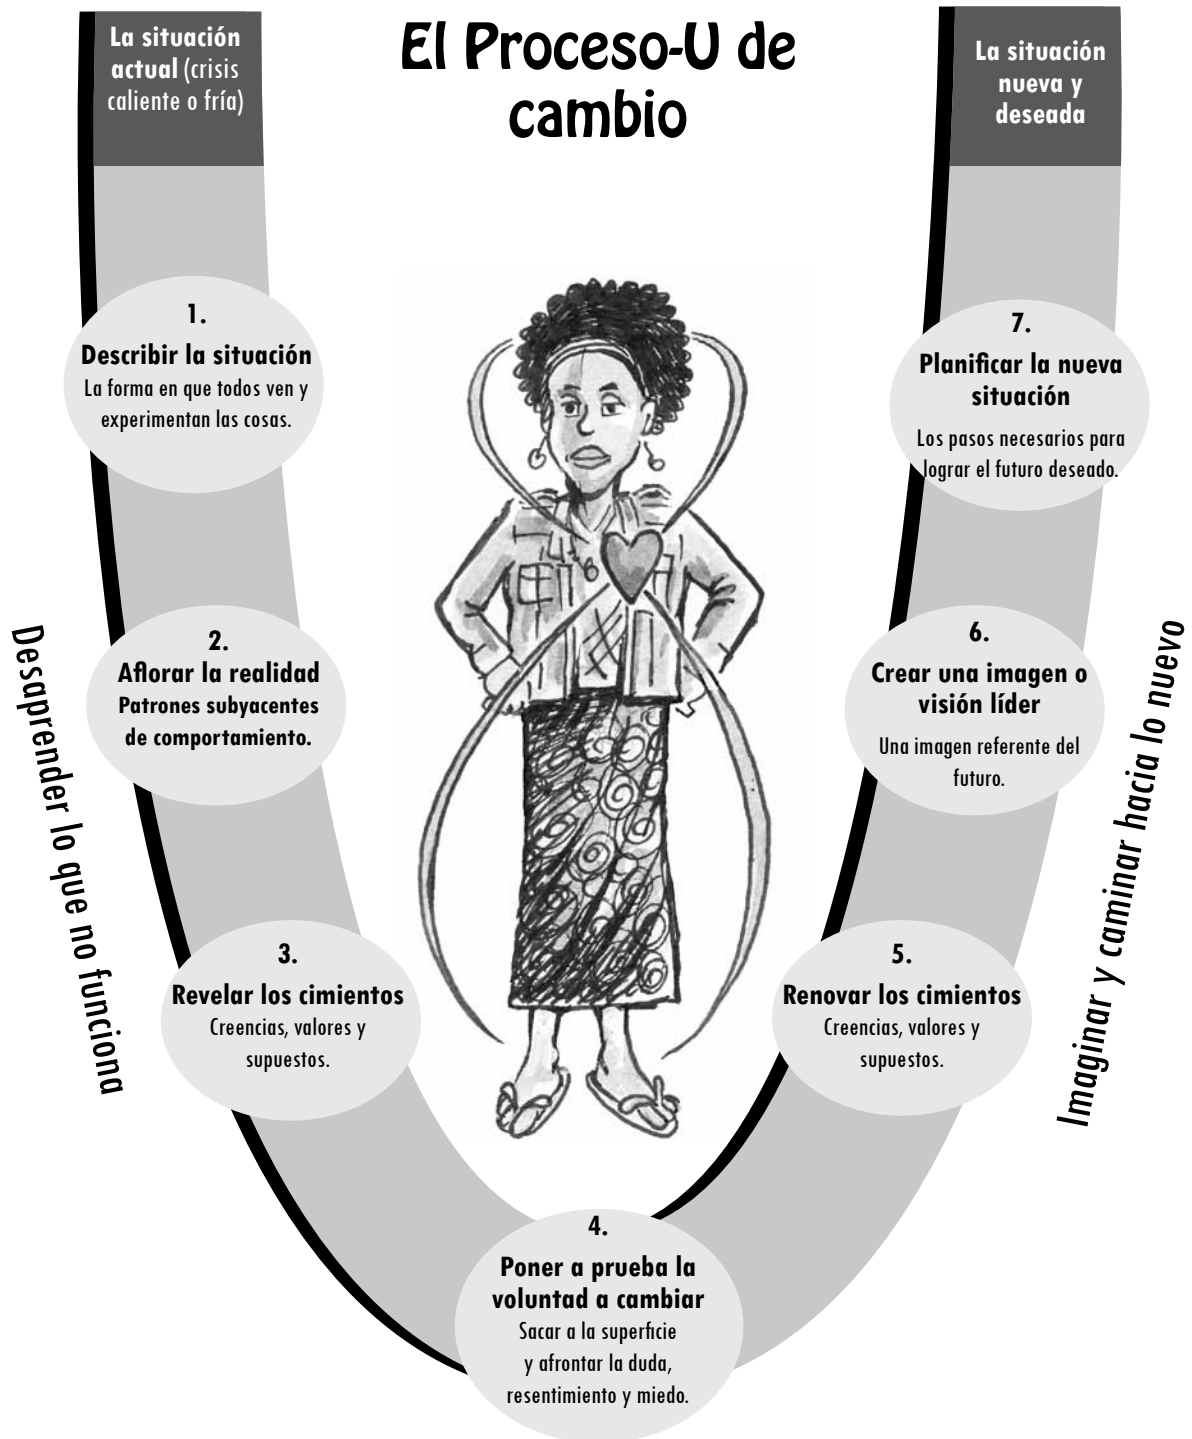 El Proceso-U de
cambio
La situación
actual (crisis
caliente o fría)
La situación
nueva y
deseada
1.
Describir la situación
La forma en que todos ven y
experimentan las cosas.
2.
Aflorar la realidad
Patrones subyacentes
de comportamiento.
3.
Revelar los cimientos
Creencias, valores y
supuestos.
4.
Poner a prueba la
voluntad a cambiar
Sacar a la superficie
y afrontar la duda,
resentimiento y miedo.
5.
Renovar los cimientos
Creencias, valores y
supuestos.
6.
Crear una imagen o
visión líder
Una imagen referente del
futuro.
7.
Planificar la nueva
situación
Los pasos necesarios para
lograr el futuro deseado.
Desaprender lo que no funciona
Imaginar y caminar hacia lo nuevo